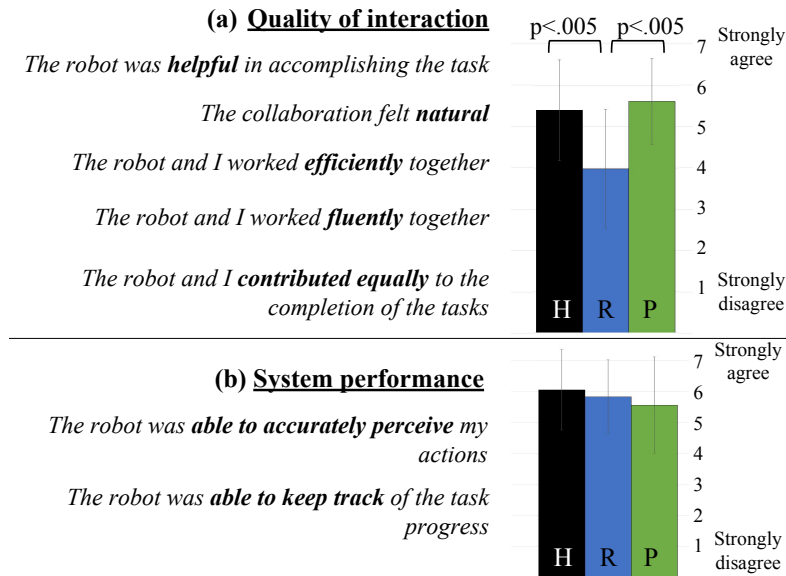 (a) Quality of interaction
The robot was helpful in accomplishing the task
The collaboration felt natural
The robot and I worked efficiently together
The robot and I worked fluently together
The robot and I contributed equally to the
completion of the tasks
p<.005 p<.005
7 Strongly
agree
6
5
4
3
2
1 Strongly
disagree
H R P
(b) System performance
The robot was able to accurately perceive my
actions
The robot was able to keep track of the task
progress
7 Strongly
agree
6
5
4
3
2
1 Strongly
disagree
H R P